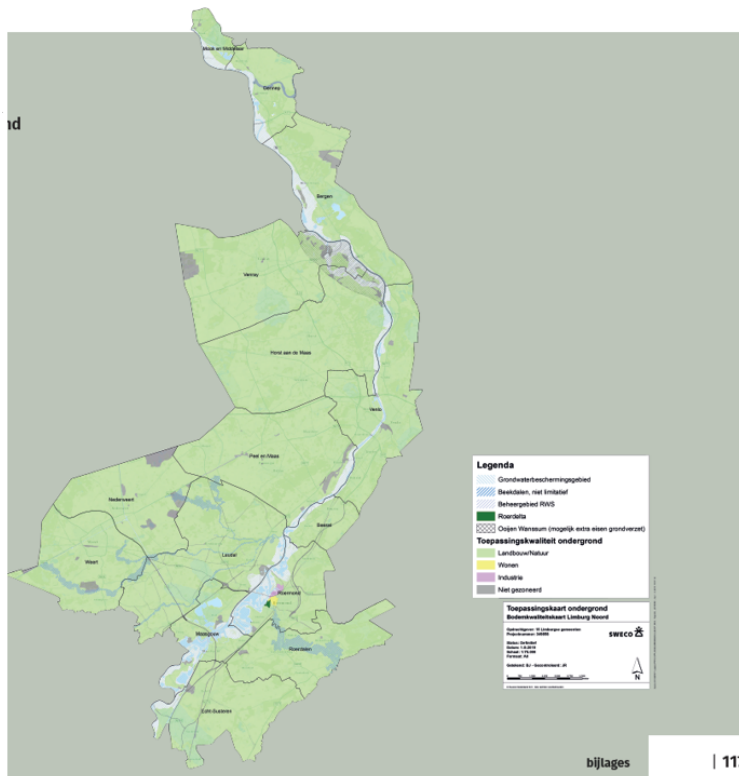 nd
Mook en Middelaar
Gennep
Bergen
Venray
Horst aan de Maas
Venlo
Peel en Maas
Nederweert
Beesel
Leudal
Weert
Roermond
Maasgouw
Roerdalen
Echt-Susteren
Legenda
Grondwaterbeschermingsgebied
Beekdalen, niet limitatief
Beheergebied RWS
Roerdelta
Ooijen Wanssum (mogelijk extra eisen grondverzet)
Toepassingskwaliteit ondergrond
Landbouw/Natuur
Wonen
Industrie
Niet gezoneerd
Toepassingskaart ondergrond
Bodemkwaliteitskaart Limburg Noord
SWECO
N
bijlages
| 117